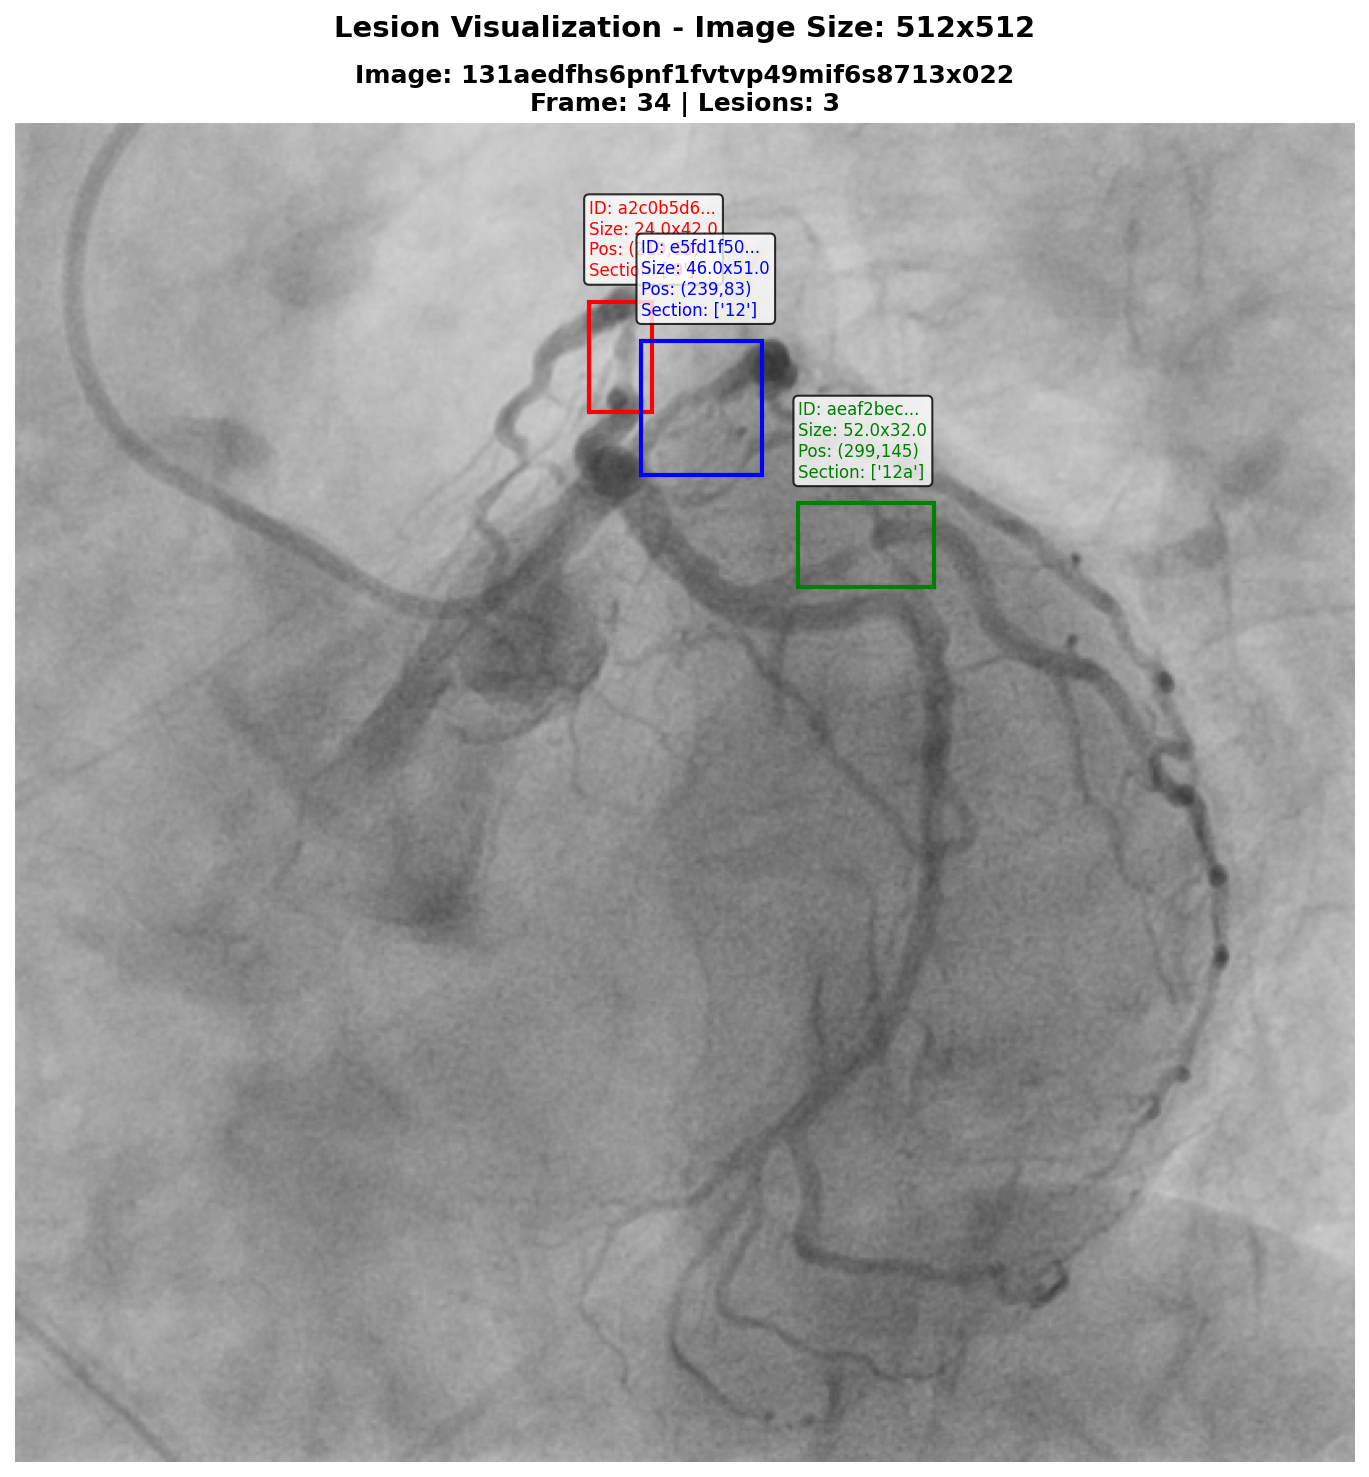 Lesion Visualization - Image Size: 512x512
Image: 131aedfhs6pnf1fvtvp49mif6s8713x022
Frame: 34 | Lesions: 3
ID: a2c0b5d6...
Size: 24.0x42.0
Pos: (
Sectio
ID: e5fd1f50...
Size: 46.0x51.0
Pos: (239,83)
Section: ['12']
ID: aeaf2bec...
Size: 52.0x32.0
Pos: (299,145)
Section: ['12a']